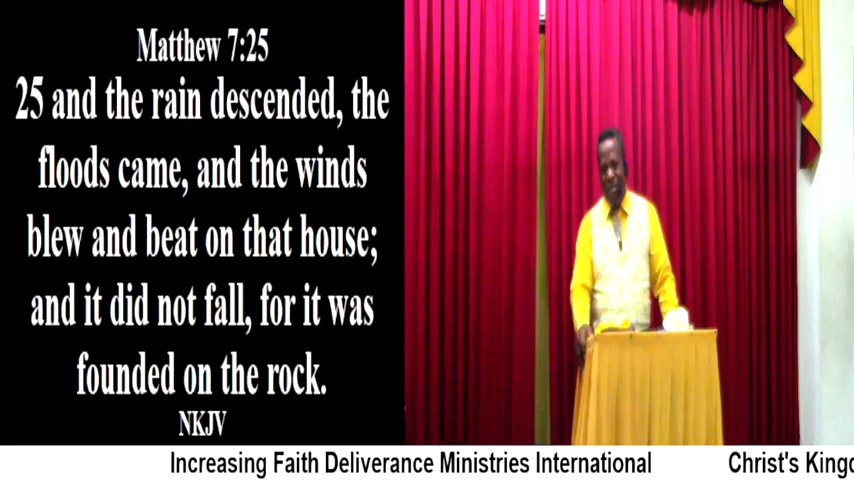 Matthew 7:25
25 and the rain descended, the
floods came, and the winds
blew and beat on that house;
and it did not fall, for it was
founded on the rock.
NKJV
Increasing Faith Deliverance Ministries International Christ's